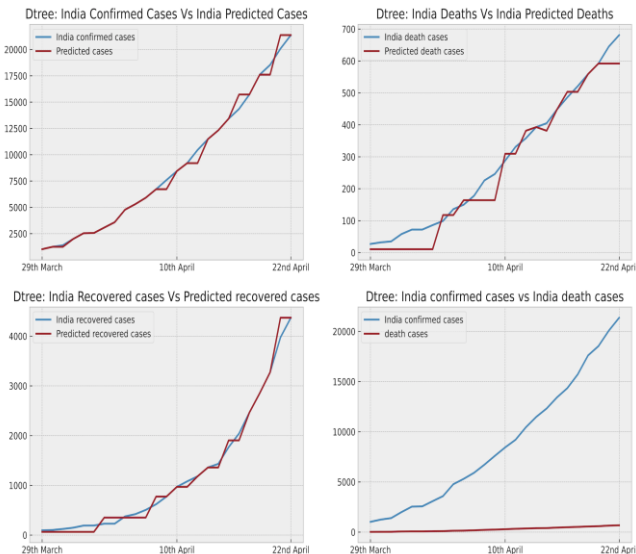 Dtree: India Confirmed Cases Vs India Predicted Cases
India confirmed cases
Predicted cases
20000
17500
15000
12500
10000
7500
5000
2500
29th March
10th April
22nd April
Dtree: India Deaths Vs India Predicted Deaths
India death cases
Predicted death cases
700
600
500
400
300
200
100
0
29th March
10th April
22nd April
Dtree: India Recovered cases Vs Predicted recovered cases
India recovered cases
Predicted recovered cases
4000
3000
2000
1000
0
29th March
10th April
22nd April
Dtree: India confirmed cases vs India death cases
India confirmed cases
death cases
20000
15000
10000
5000
0
29th March
10th April
22nd April